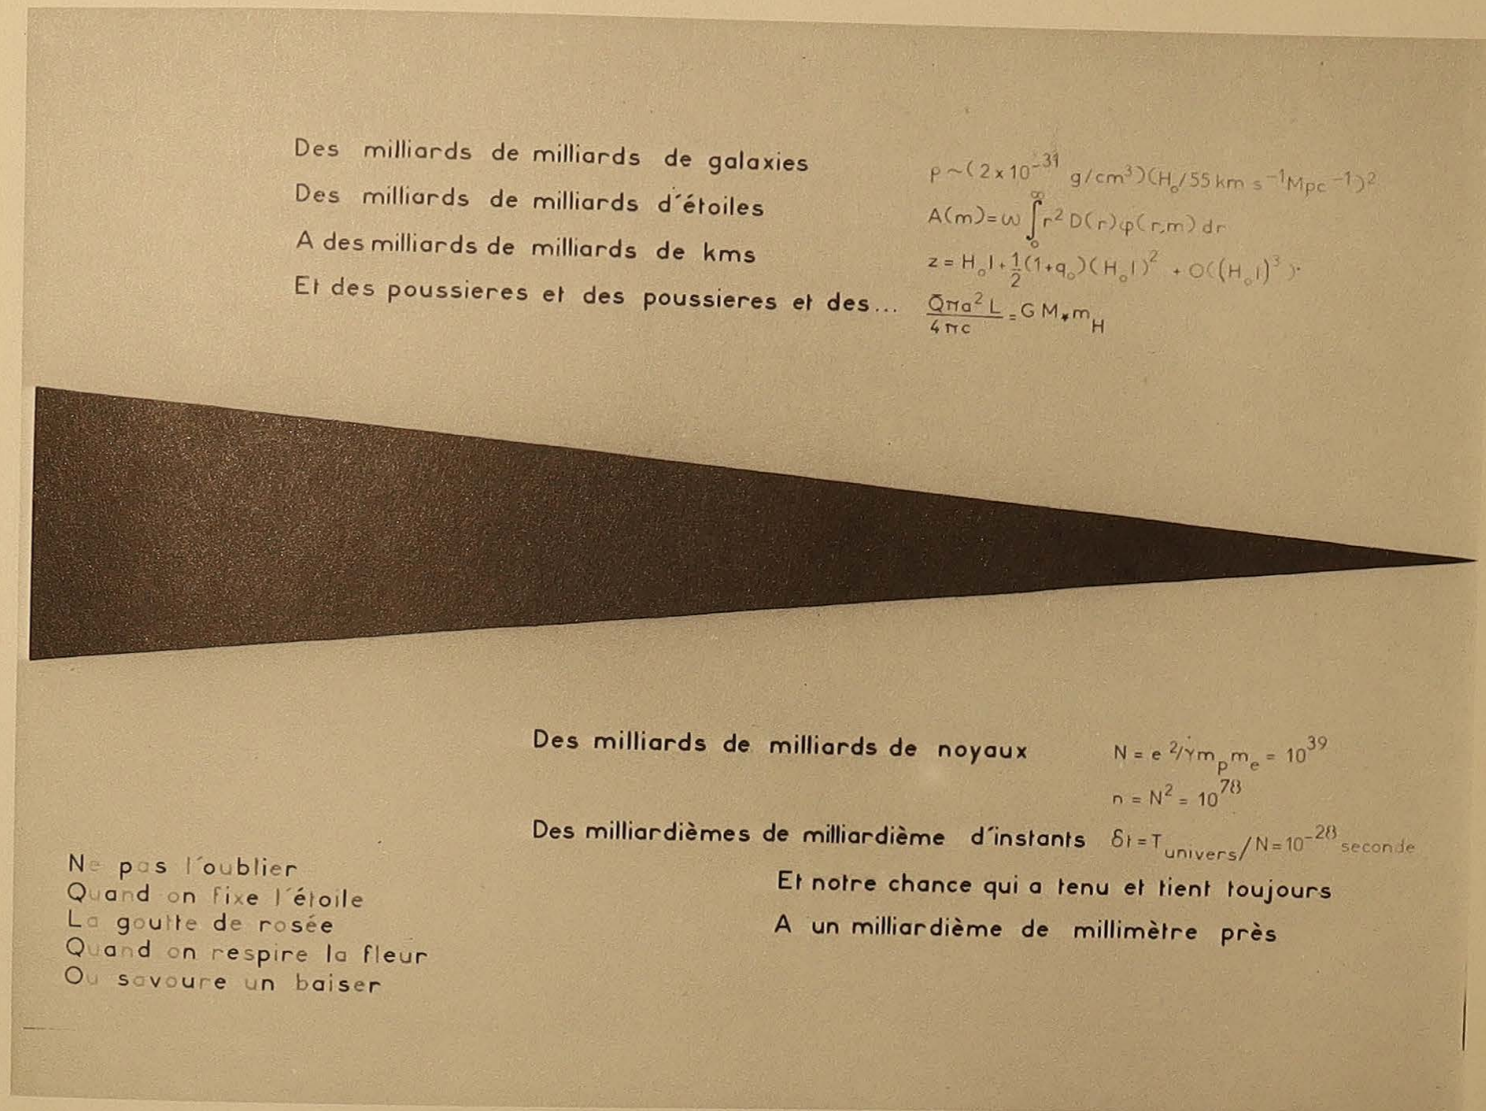 Des milliards de milliards de galaxies ρ ~ (2 x 10⁻³¹ g/cm³)(H₀/55 km s⁻¹ Mpc⁻¹)²
Des milliards de milliards d'étoiles A(m) = ω ∫₀^∞ r² D(r) φ(r,m) dr
A des milliards de milliards de kms z = H₀l + 1/2 (1+q₀)(H₀l)² + O((H₀l)³).
Et des poussieres et des poussieres et des... Q̄πa²L / 4πc = G M⁎ m_H
Des milliards de milliards de noyaux N = e²/γm_p m_e = 10³⁹
n = N² = 10⁷⁸
Des milliardièmes de milliardième d'instants δt = T_univers/N = 10⁻²⁸ seconde
Et notre chance qui a tenu et tient toujours
A un milliardième de millimètre près
Ne pas l'oublier
Quand on fixe l'étoile
La goutte de rosée
Quand on respire la fleur
Ou savoure un baiser